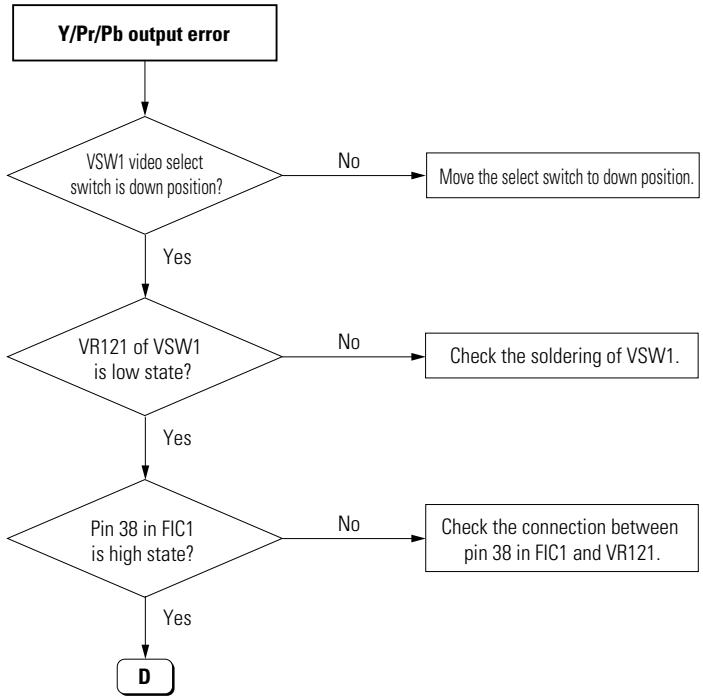 Y/Pr/Pb output error
VSW1 video select
switch is down position?
No
Move the select switch to down position.
Yes
VR121 of VSW1
is low state?
No
Check the soldering of VSW1.
Yes
Pin 38 in FIC1
is high state?
No
Check the connection between
pin 38 in FIC1 and VR121.
Yes
D